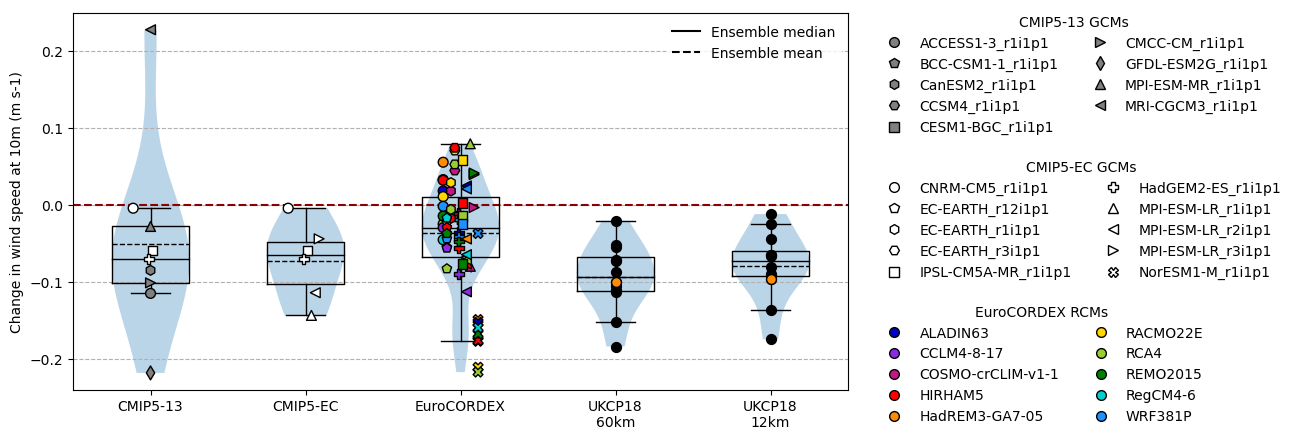 Change in wind speed at 10m (m s-1)
0.2
0.1
0.0
−0.1
−0.2
Ensemble median
Ensemble mean
CMIP5-13
CMIP5-EC
EuroCORDEX
UKCP18
60km
UKCP18
12km
CMIP5-13 GCMs
ACCESS1-3_r1i1p1
BCC-CSM1-1_r1i1p1
CanESM2_r1i1p1
CCSM4_r1i1p1
CESM1-BGC_r1i1p1
CMCC-CM_r1i1p1
GFDL-ESM2G_r1i1p1
MPI-ESM-MR_r1i1p1
MRI-CGCM3_r1i1p1
CMIP5-EC GCMs
CNRM-CM5_r1i1p1
EC-EARTH_r12i1p1
EC-EARTH_r1i1p1
EC-EARTH_r3i1p1
IPSL-CM5A-MR_r1i1p1
HadGEM2-ES_r1i1p1
MPI-ESM-LR_r1i1p1
MPI-ESM-LR_r2i1p1
MPI-ESM-LR_r3i1p1
NorESM1-M_r1i1p1
EuroCORDEX RCMs
ALADIN63
CCLM4-8-17
COSMO-crCLIM-v1-1
HIRHAM5
HadREM3-GA7-05
RACMO22E
RCA4
REMO2015
RegCM4-6
WRF381P